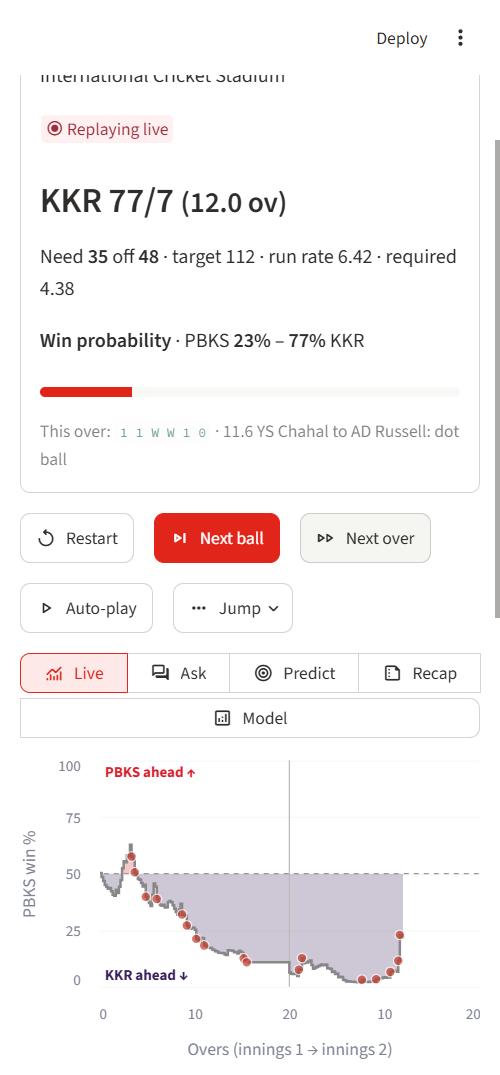 Deploy
International Cricket Stadium
Replaying live
KKR 77/7 (12.0 ov)
Need 35 off 48 · target 112 · run rate 6.42 · required
4.38
Win probability · PBKS 23% – 77% KKR
This over: 1 1 W W 1 0 · 11.6 YS Chahal to AD Russell: dot
ball
Restart
Next ball
Next over
Auto-play
Jump
Live
Ask
Predict
Recap
Model
100
PBKS ahead ↑
75
50
25
0
PBKS win %
KKR ahead ↓
0 10 20 10 20
Overs (innings 1 → innings 2)